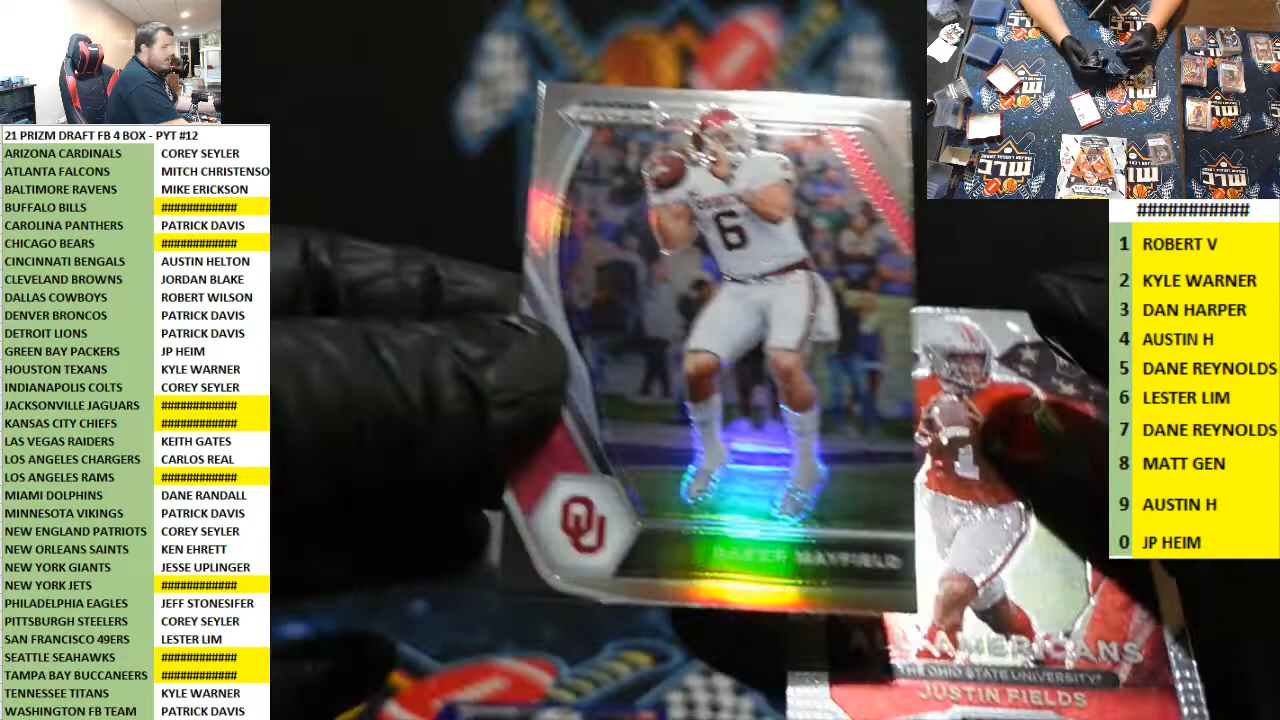 21 PRIZM DRAFT FB 4 BOX - PYT #12
ARIZONA CARDINALS COREY SEYLER
ATLANTA FALCONS MITCH CHRISTENSO
BALTIMORE RAVENS MIKE ERICKSON
BUFFALO BILLS ############
CAROLINA PANTHERS PATRICK DAVIS
CHICAGO BEARS ############
CINCINNATI BENGALS AUSTIN HELTON
CLEVELAND BROWNS JORDAN BLAKE
DALLAS COWBOYS ROBERT WILSON
DENVER BRONCOS PATRICK DAVIS
DETROIT LIONS PATRICK DAVIS
GREEN BAY PACKERS JP HEIM
HOUSTON TEXANS KYLE WARNER
INDIANAPOLIS COLTS COREY SEYLER
JACKSONVILLE JAGUARS ############
KANSAS CITY CHIEFS ############
LAS VEGAS RAIDERS KEITH GATES
LOS ANGELES CHARGERS CARLOS REAL
LOS ANGELES RAMS ############
MIAMI DOLPHINS DANE RANDALL
MINNESOTA VIKINGS PATRICK DAVIS
NEW ENGLAND PATRIOTS COREY SEYLER
NEW ORLEANS SAINTS KEN EHRETT
NEW YORK GIANTS JESSE UPLINGER
NEW YORK JETS ############
PHILADELPHIA EAGLES JEFF STONESIFER
PITTSBURGH STEELERS COREY SEYLER
SAN FRANCISCO 49ERS LESTER LIM
SEATTLE SEAHAWKS ############
TAMPA BAY BUCCANEERS ############
TENNESSEE TITANS KYLE WARNER
WASHINGTON FB TEAM PATRICK DAVIS
6
OU
BAKER MAYFIELD
1
THE OHIO STATE UNIVERSITY
JUSTIN FIELDS
MLC
############
1 ROBERT V
2 KYLE WARNER
3 DAN HARPER
4 AUSTIN H
5 DANE REYNOLDS
6 LESTER LIM
7 DANE REYNOLDS
8 MATT GEN
9 AUSTIN H
0 JP HEIM